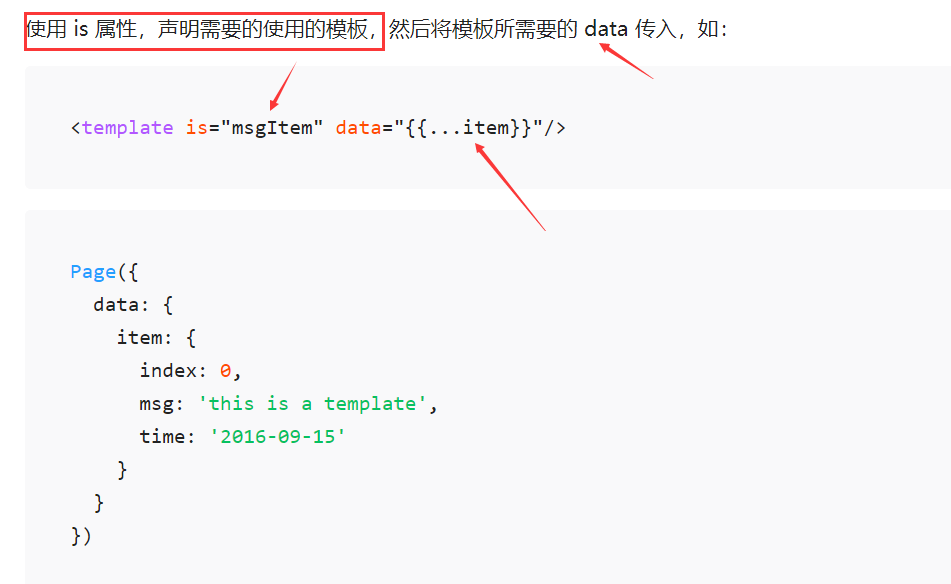 使用 is 属性，声明需要的使用的模板，然后将模板所需要的 data 传入，如：
<template is="msgItem" data="{{...item}}"/>
Page({
  data: {
    item: {
      index: 0,
      msg: 'this is a template',
      time: '2016-09-15'
    }
  }
})